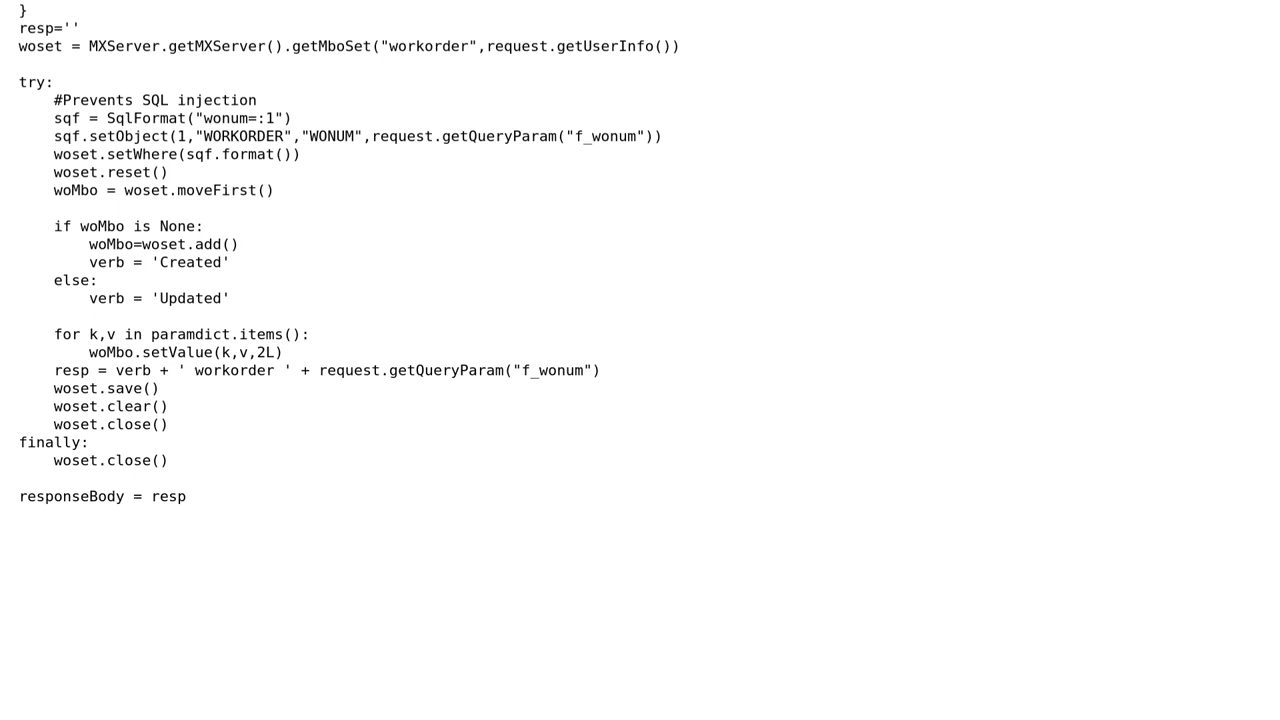 }
resp=''
woset = MXServer.getMXServer().getMboSet("workorder",request.getUserInfo())

try:
    #Prevents SQL injection
    sqf = SqlFormat("wonum=:1")
    sqf.setObject(1,"WORKORDER","WONUM",request.getQueryParam("f_wonum"))
    woset.setWhere(sqf.format())
    woset.reset()
    woMbo = woset.moveFirst()

    if woMbo is None:
        woMbo=woset.add()
        verb = 'Created'
    else:
        verb = 'Updated'

    for k,v in paramdict.items():
        woMbo.setValue(k,v,2L)
    resp = verb + ' workorder ' + request.getQueryParam("f_wonum")
    woset.save()
    woset.clear()
    woset.close()
finally:
    woset.close()

responseBody = resp